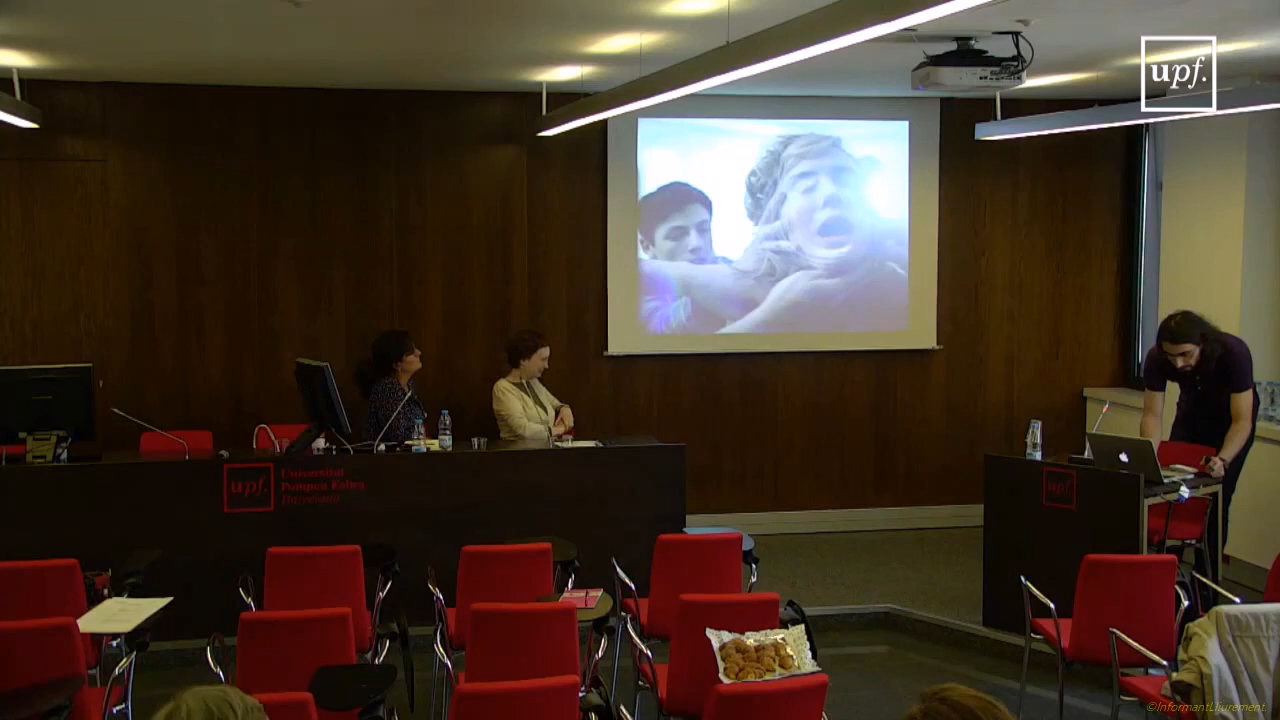 upf.
upf.
Universitat
Pompeu Fabra
Barcelona
upf.
©InformantLliurement